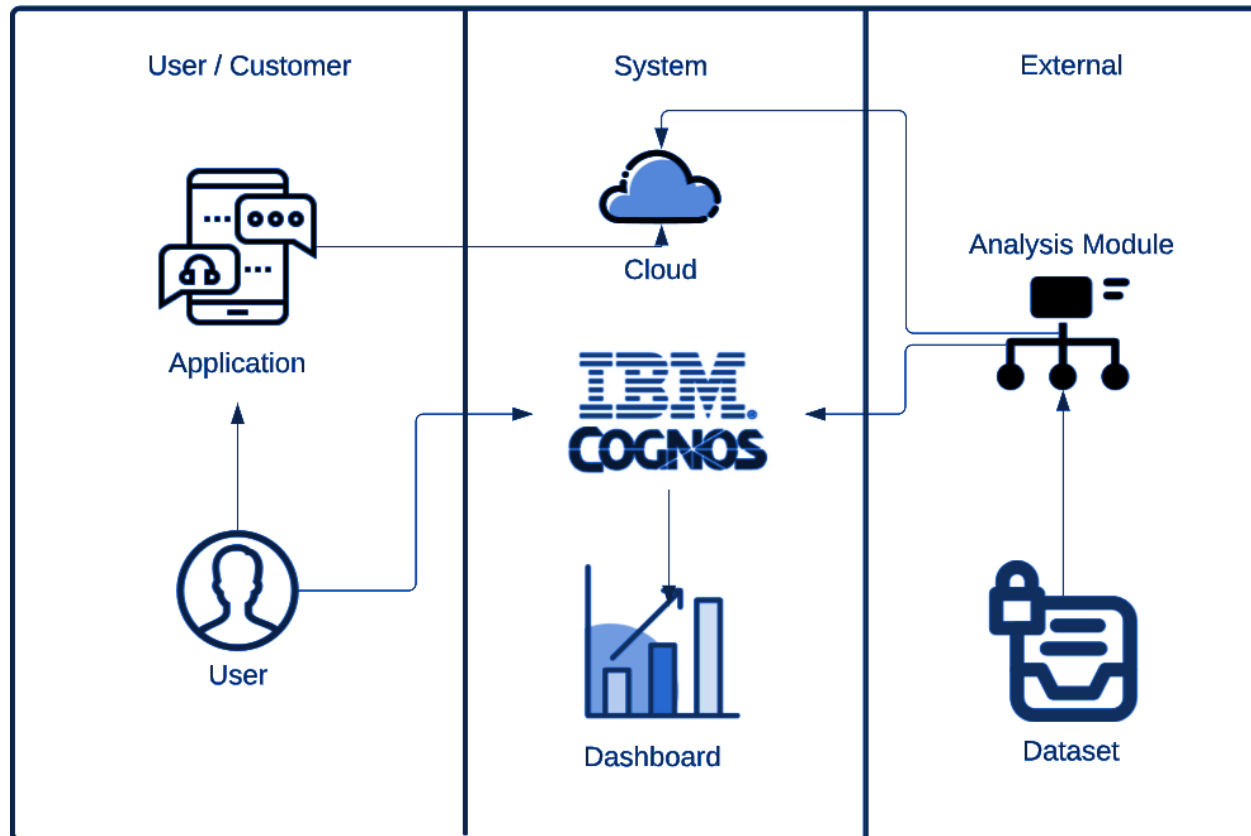 User / Customer
System
External
Cloud
Analysis Module
Application
IBM®
COGNOS
User
Dashboard
Dataset